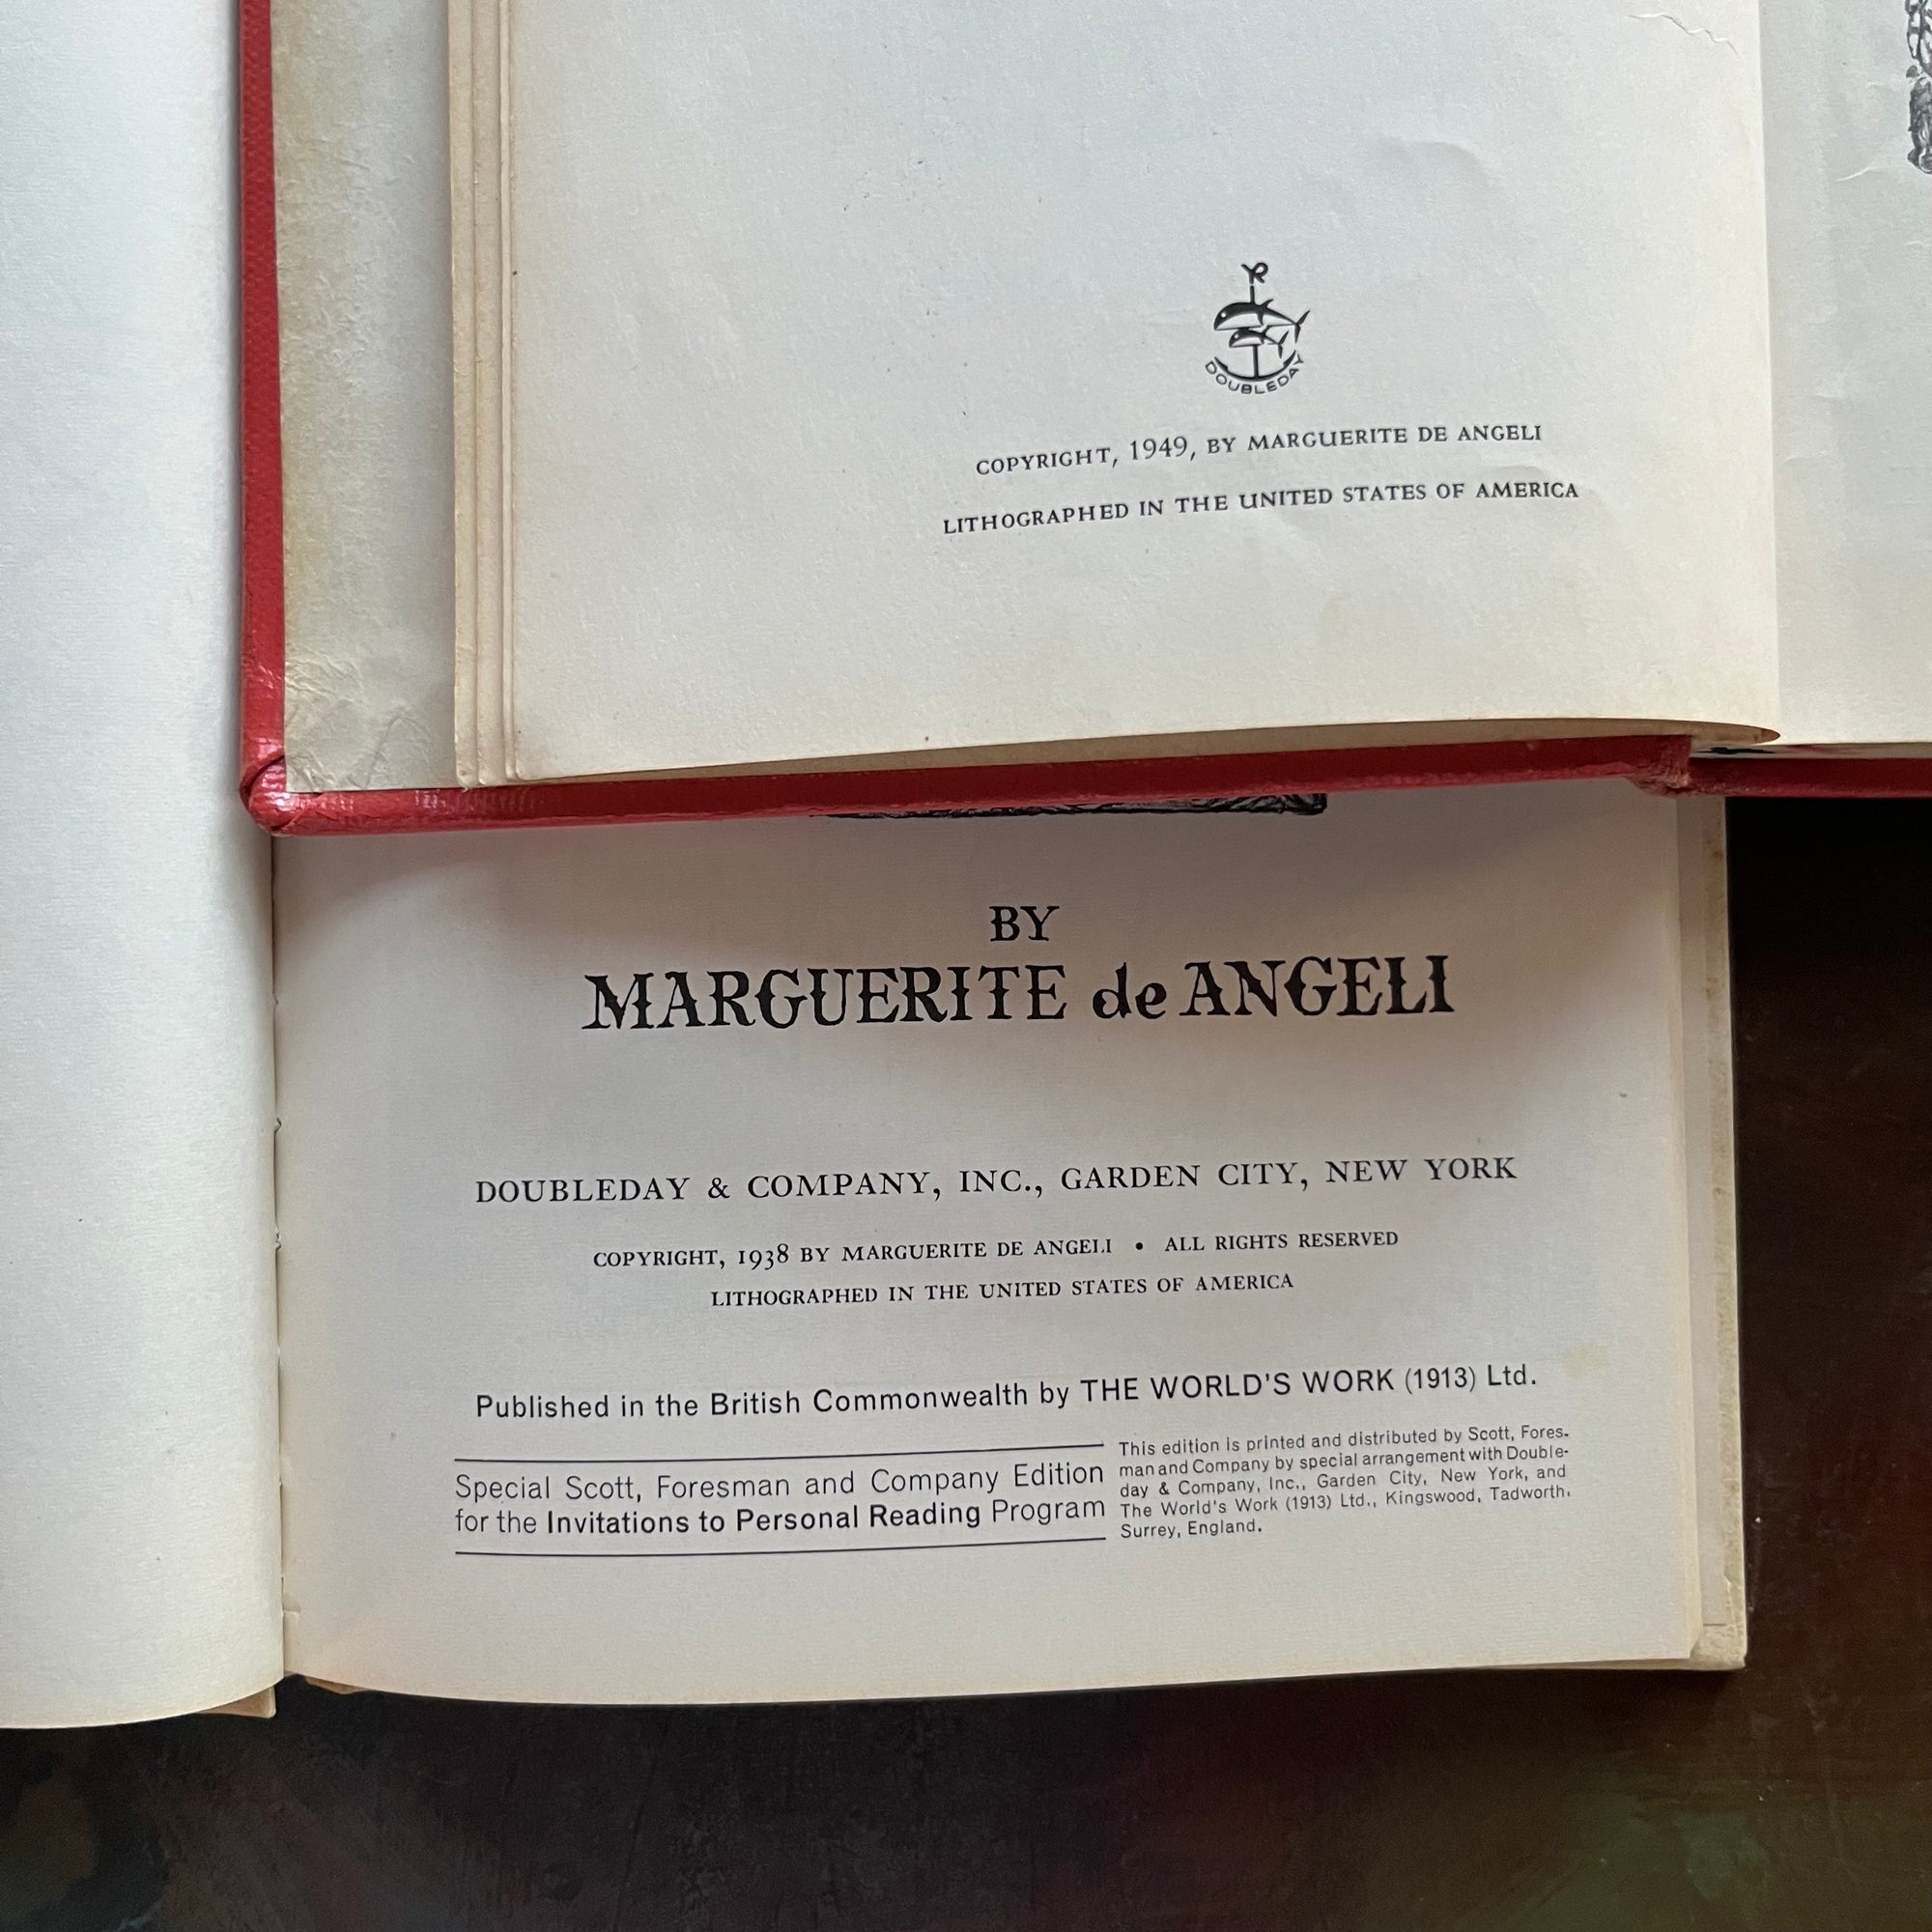 DOUBLEDAY
COPYRIGHT, 1949, BY MARGUERITE DE ANGELI
LITHOGRAPHED IN THE UNITED STATES OF AMERICA
BY
MARGUERITE de ANGELI
DOUBLEDAY & COMPANY, INC., GARDEN CITY, NEW YORK
COPYRIGHT, 1938 BY MARGUERITE DE ANGELI • ALL RIGHTS RESERVED
LITHOGRAPHED IN THE UNITED STATES OF AMERICA
Published in the British Commonwealth by THE WORLD'S WORK (1913) Ltd.
Special Scott, Foresman and Company Edition
for the Invitations to Personal Reading Program
This edition is printed and distributed by Scott, Fores-
man and Company by special arrangement with Double-
day & Company, Inc., Garden City, New York, and
The World's Work (1913) Ltd., Kingswood, Tadworth,
Surrey, England.